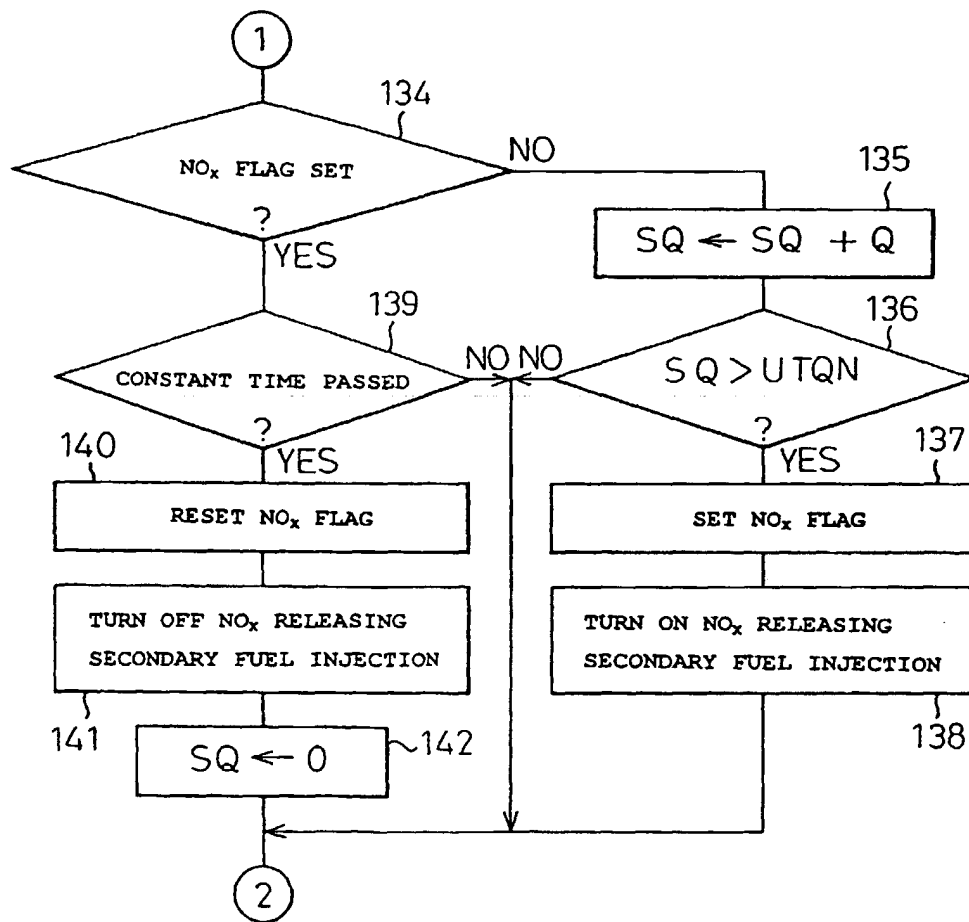 1
134
NOₓ FLAG SET
?
NO
YES
135
SQ ← SQ + Q
139
CONSTANT TIME PASSED
?
NO
YES
136
SQ > UTQN
?
NO
YES
140
RESET NOₓ FLAG
137
SET NOₓ FLAG
TURN OFF NOₓ RELEASING
SECONDARY FUEL INJECTION
141
TURN ON NOₓ RELEASING
SECONDARY FUEL INJECTION
138
SQ ← 0
142
2